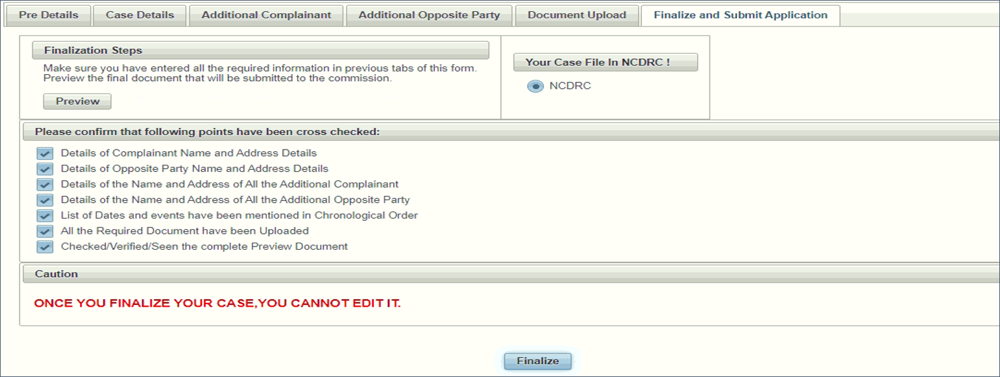 Pre Details
Case Details
Additional Complainant
Additional Opposite Party
Document Upload
Finalize and Submit Application
Finalization Steps
Make sure you have entered all the required information in previous tabs of this form.
Preview the final document that will be submitted to the commission.
Preview
Your Case File In NCDRC !
NCDRC
Please confirm that following points have been cross checked:
Details of Complainant Name and Address Details
Details of Opposite Party Name and Address Details
Details of the Name and Address of All the Additional Complainant
Details of the Name and Address of All the Additional Opposite Party
List of Dates and events have been mentioned in Chronological Order
All the Required Document have been Uploaded
Checked/Verified/Seen the complete Preview Document
Caution
ONCE YOU FINALIZE YOUR CASE,YOU CANNOT EDIT IT.
Finalize